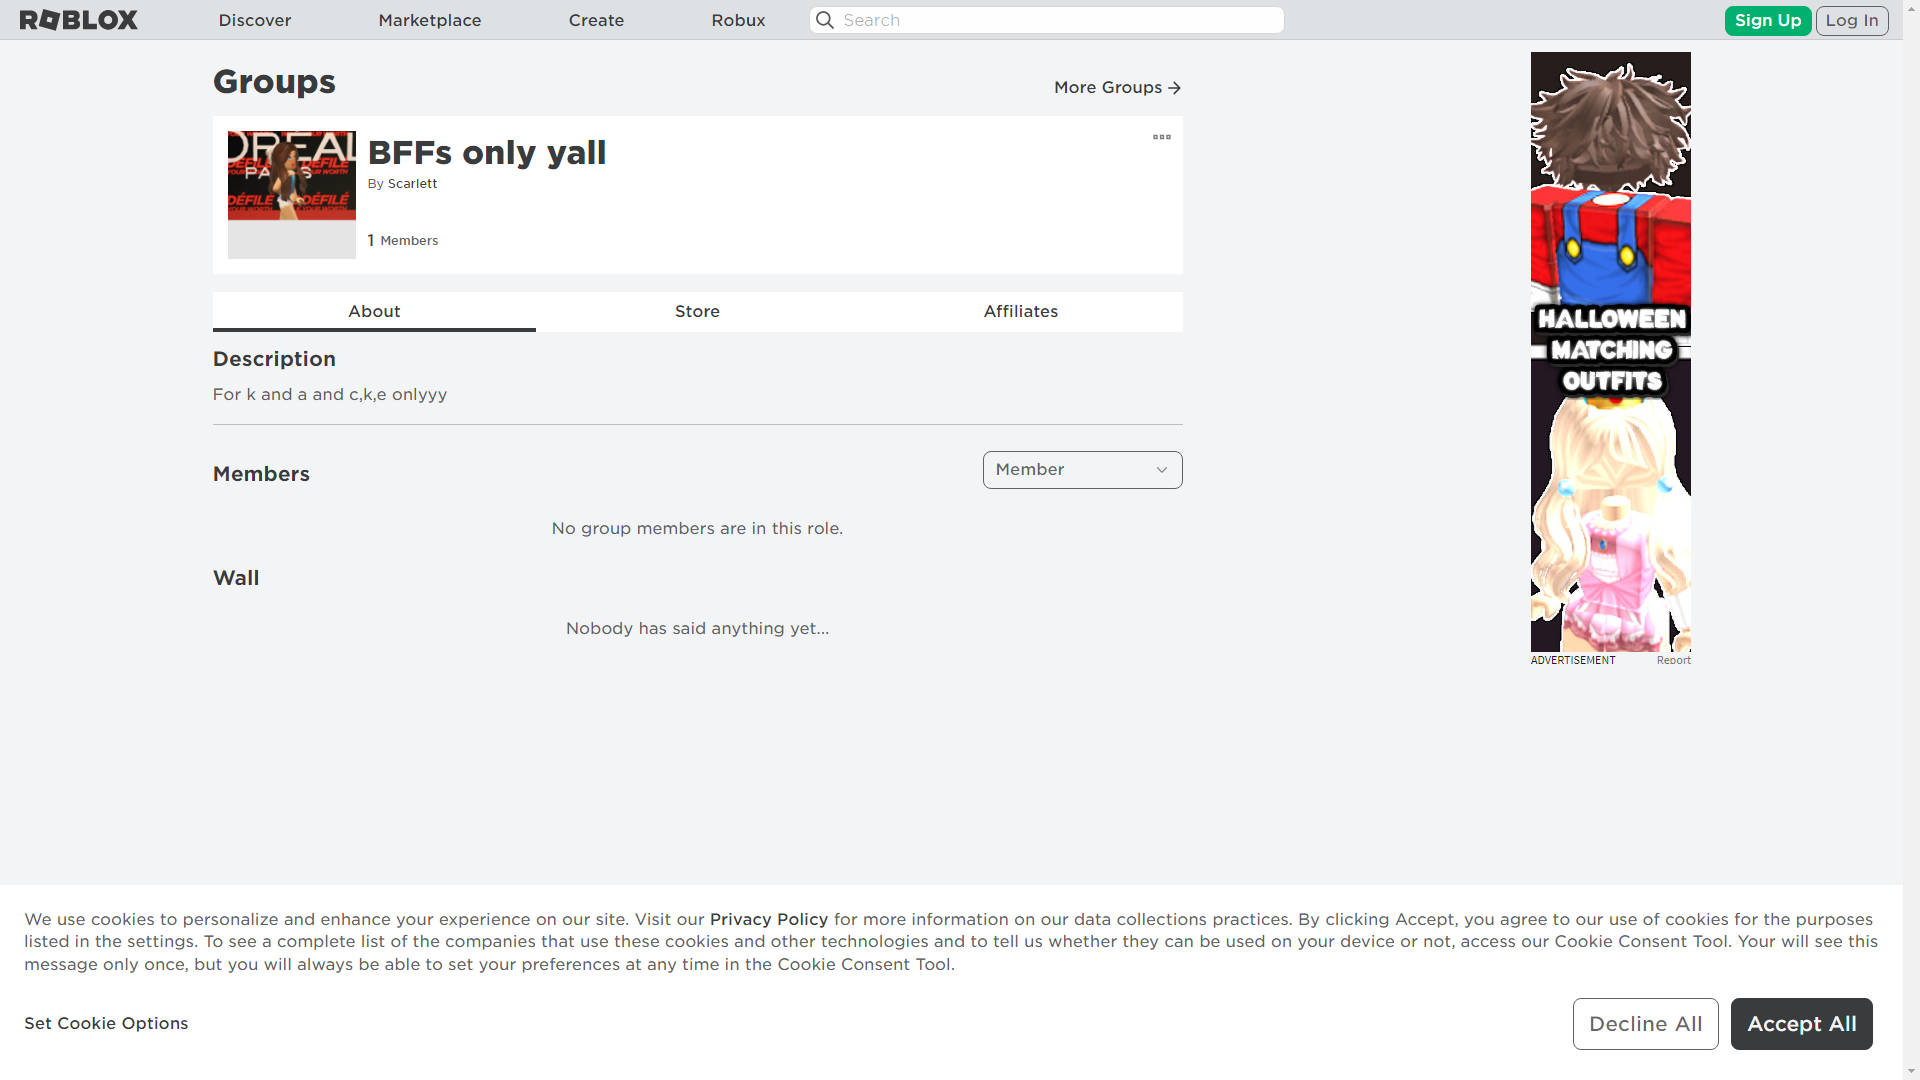 ROBLOX
Discover
Marketplace
Create
Robux
Search
Sign Up
Log In
Groups
More Groups
BFFs only yall
By Scarlett
1 Members
About
Store
Affiliates
Description
For k and a and c,k,e onlyyy
Members
Member
No group members are in this role.
Wall
Nobody has said anything yet...
HALLOWEEN
MATCHING
OUTFITS
ADVERTISEMENT
Report
We use cookies to personalize and enhance your experience on our site. Visit our Privacy Policy for more information on our data collections practices. By clicking Accept, you agree to our use of cookies for the purposes
listed in the settings. To see a complete list of the companies that use these cookies and other technologies and to tell us whether they can be used on your device or not, access our Cookie Consent Tool. Your will see this
message only once, but you will always be able to set your preferences at any time in the Cookie Consent Tool.
Set Cookie Options
Decline All
Accept All